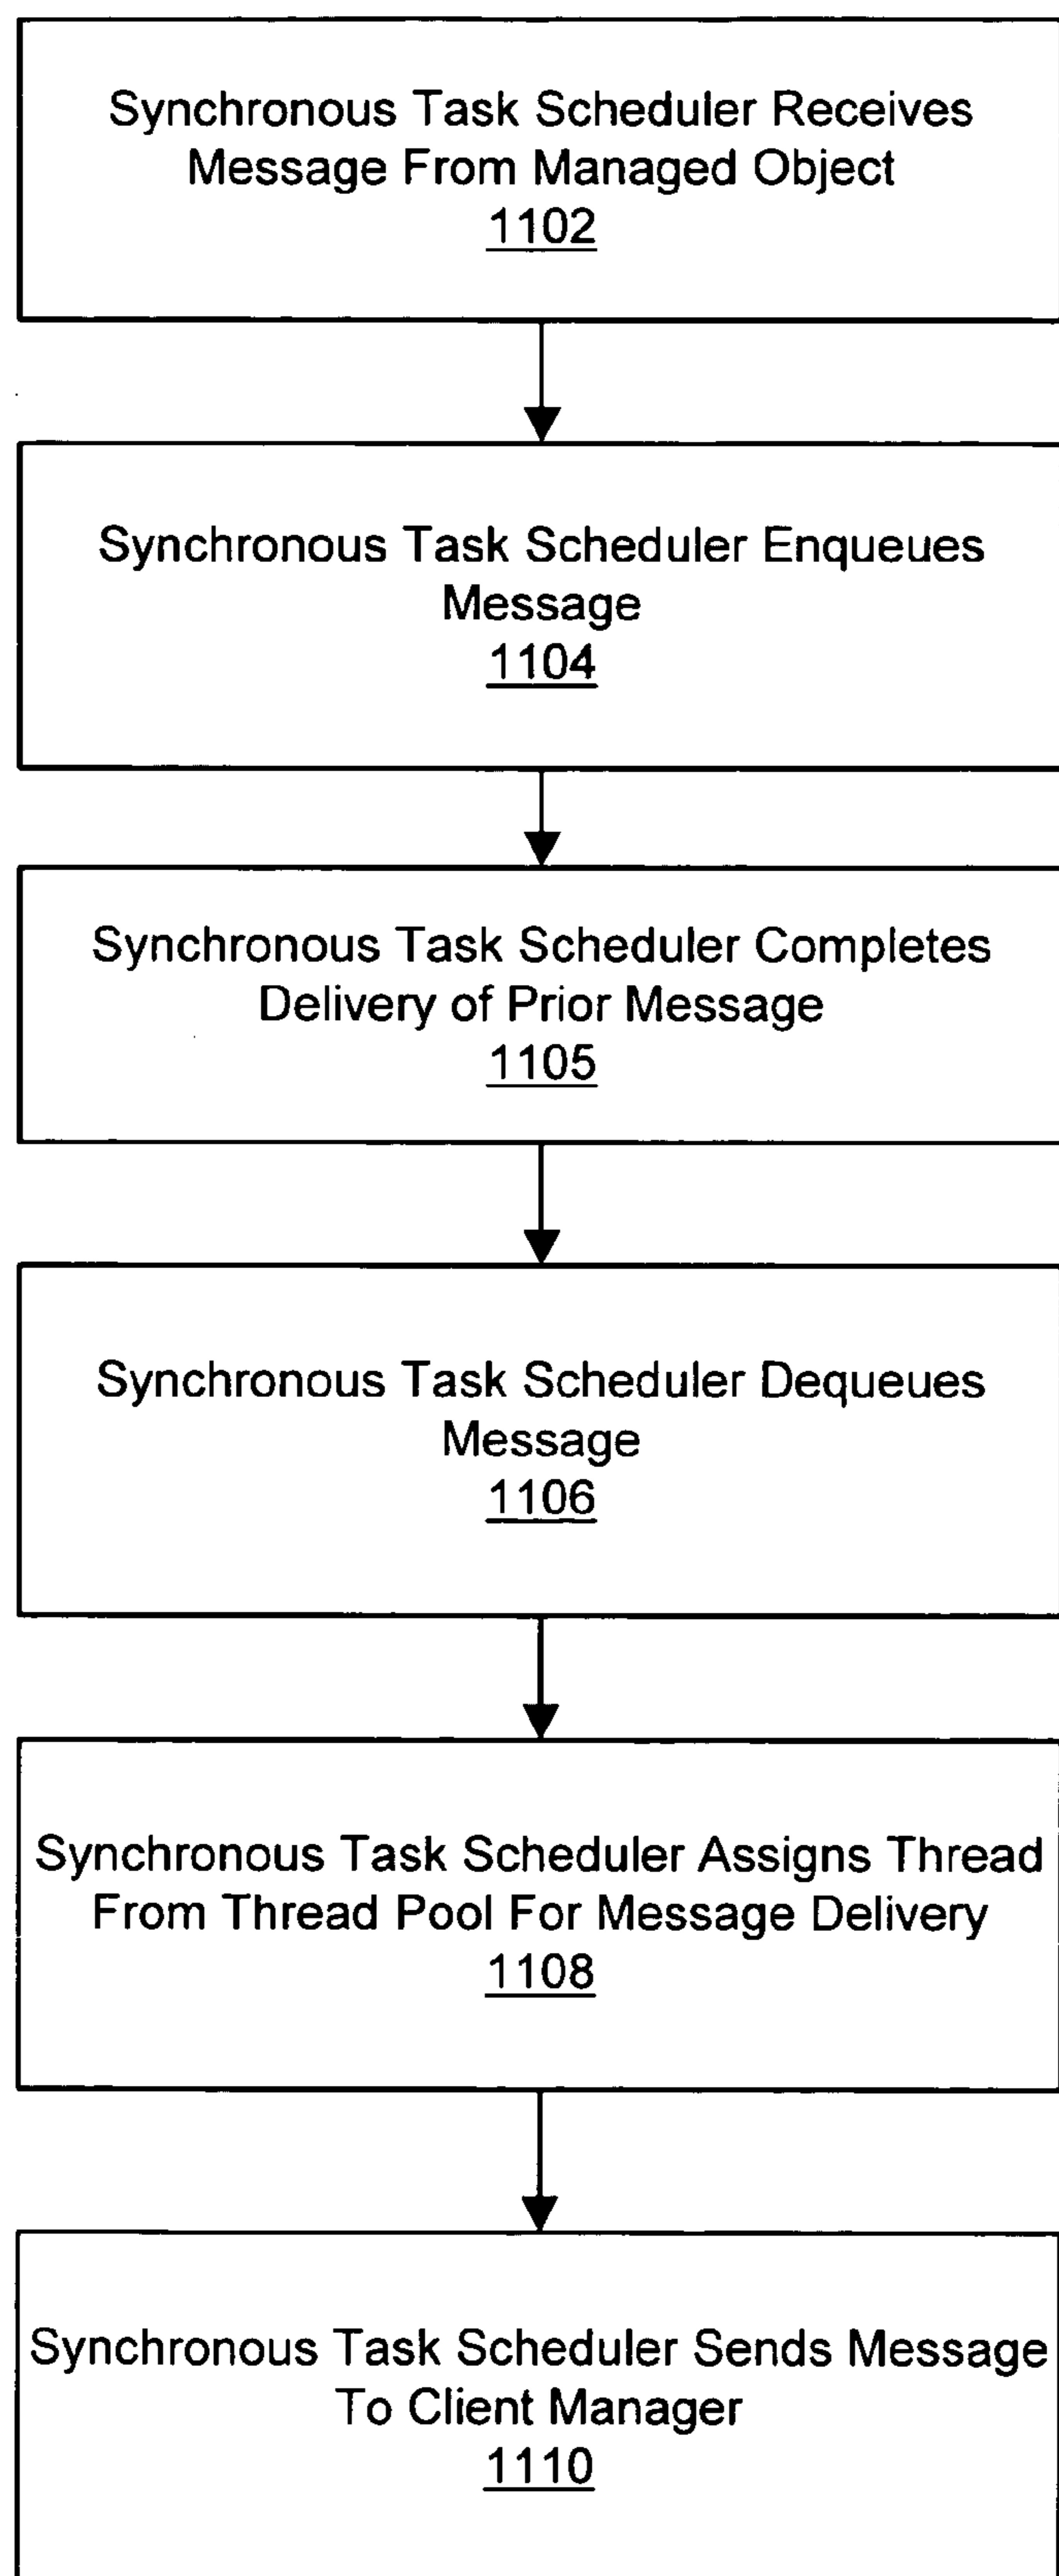 Synchronous Task Scheduler Receives
Message From Managed Object
1102
Synchronous Task Scheduler Enqueues
Message
1104
Synchronous Task Scheduler Completes
Delivery of Prior Message
1105
Synchronous Task Scheduler Dequeues
Message
1106
Synchronous Task Scheduler Assigns Thread
From Thread Pool For Message Delivery
1108
Synchronous Task Scheduler Sends Message
To Client Manager
1110